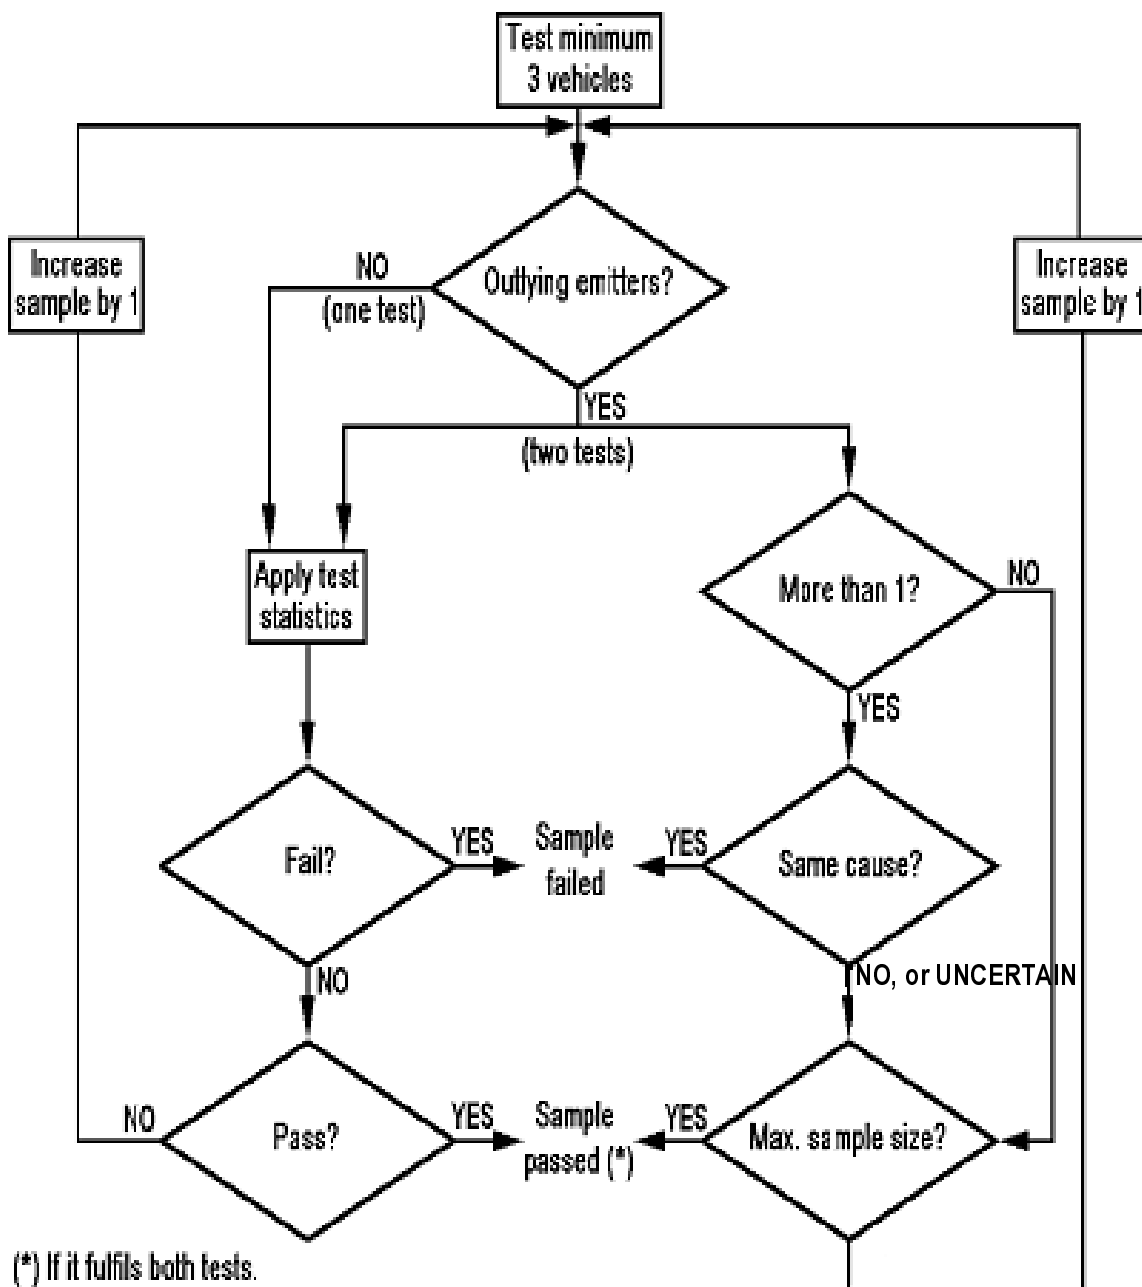 Test minimum
3 vehicles
Increase
sample by 1
NO
(one test)
Outlying emitters?
Increase
sample by 1
YES
(two tests)
Apply test
statistics
More than 1?
NO
YES
Fail?
YES
Sample
failed
YES
Same cause?
NO
NO, or UNCERTAIN
NO
Pass?
YES
Sample
passed (*)
YES
Max. sample size?
(*) If it fulfils both tests.